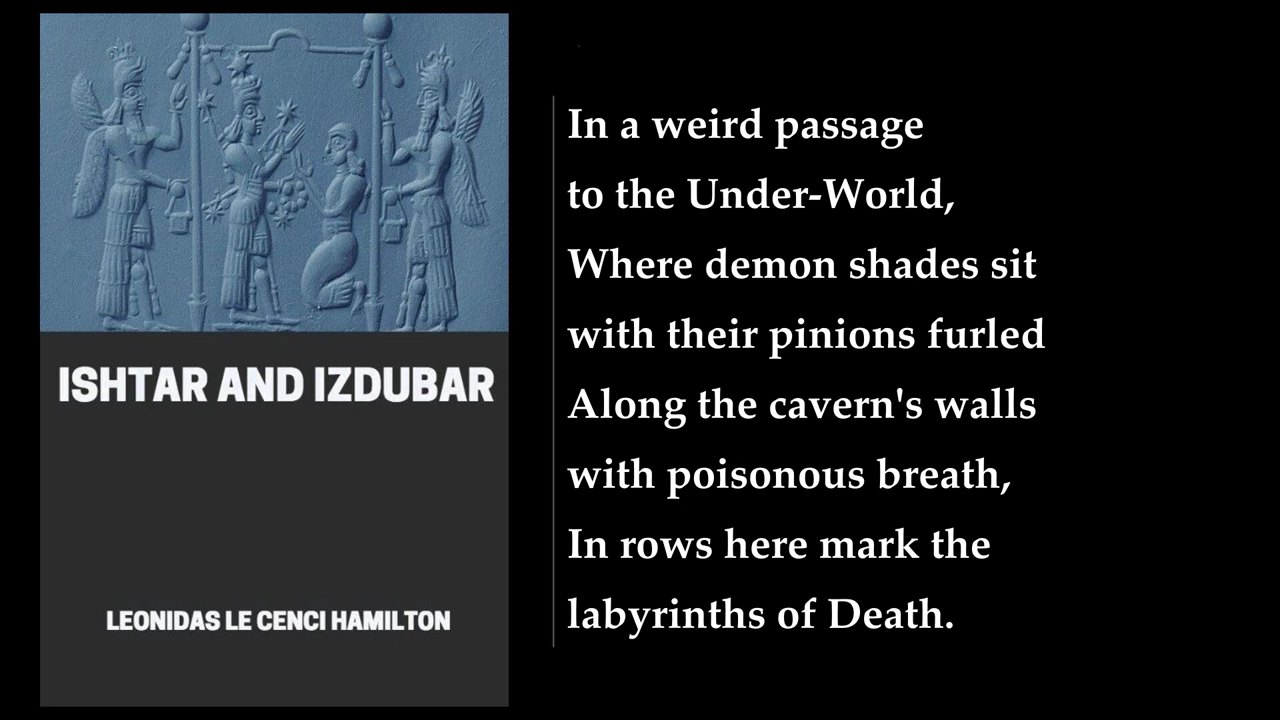 ISHTAR AND IZDUBAR
LEONIDAS LE CENCI HAMILTON
In a weird passage
to the Under-World,
Where demon shades sit
with their pinions furled
Along the cavern's walls
with poisonous breath,
In rows here mark the
labyrinths of Death.